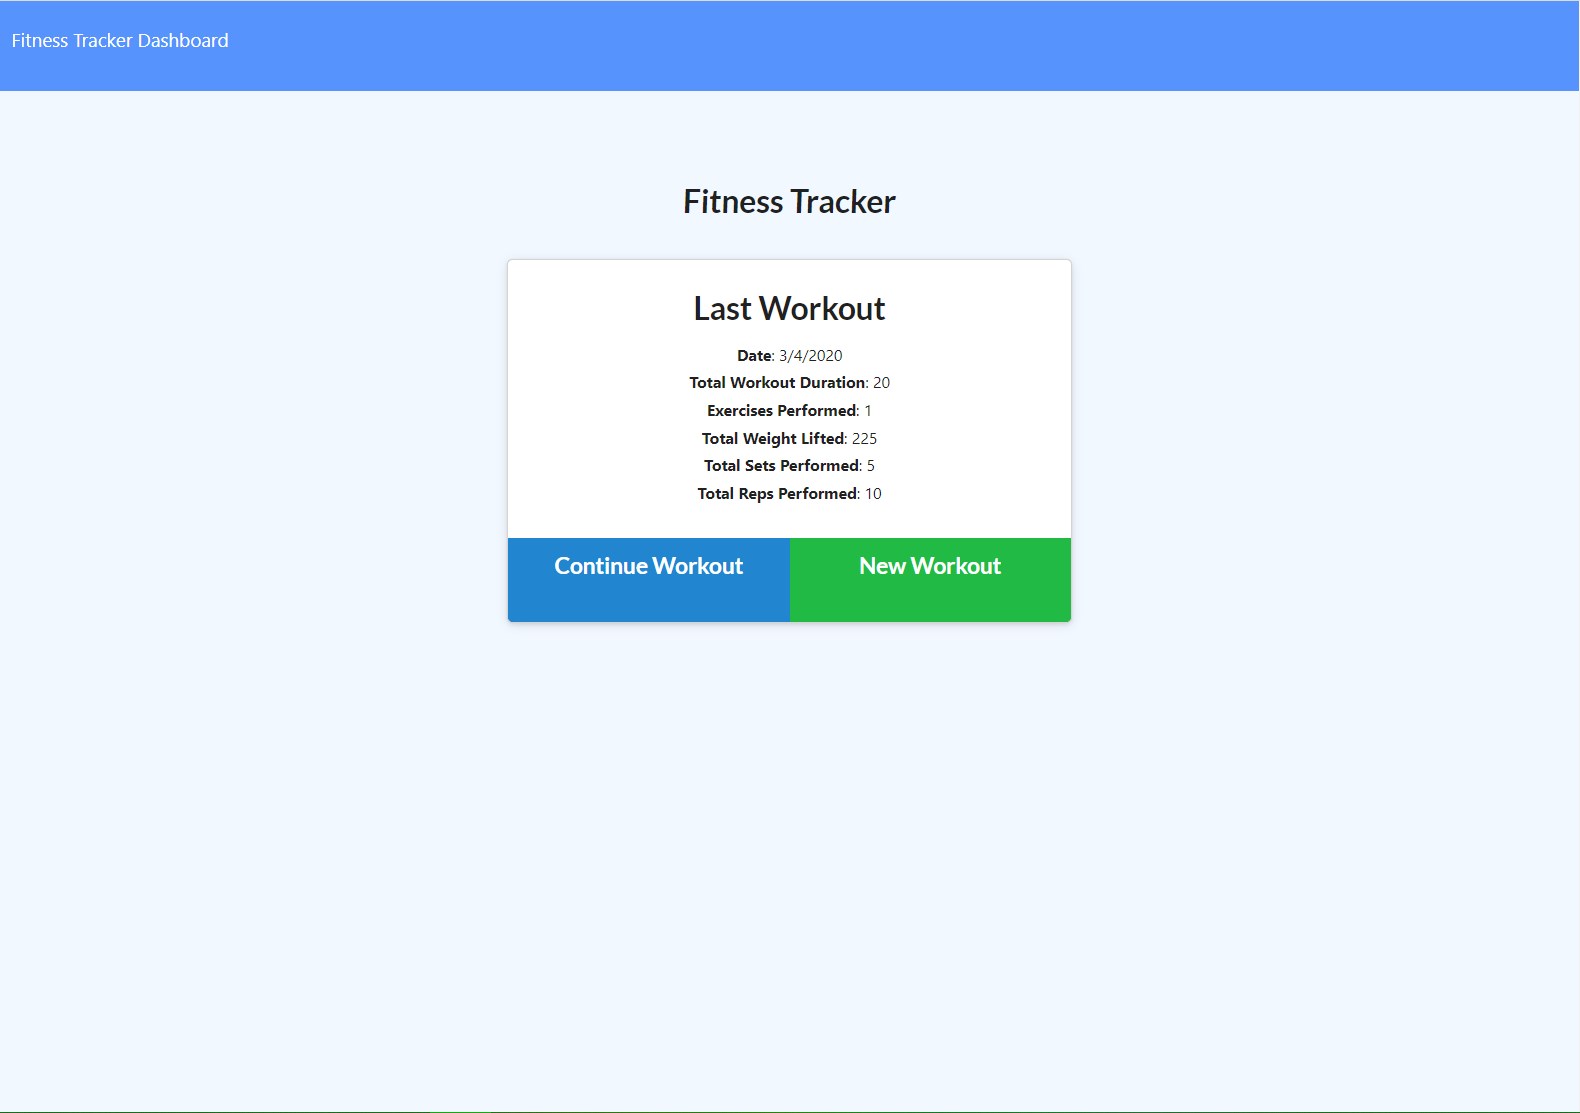 Fitness Tracker Dashboard
Fitness Tracker
Last Workout
Date: 3/4/2020
Total Workout Duration: 20
Exercises Performed: 1
Total Weight Lifted: 225
Total Sets Performed: 5
Total Reps Performed: 10
Continue Workout
New Workout